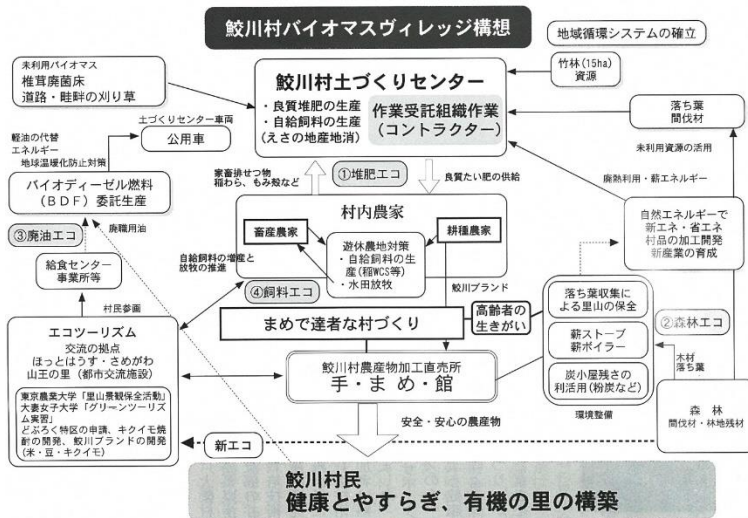 鮫川村バイオマスヴィレッジ構想
地域循環システムの確立
未利用バイオマス
椎茸廃菌床
道路・畦畔の刈り草
鮫川村土づくりセンター
・良質堆肥の生産
・自給飼料の生産
(えさの地産地消)
作業受託組織作業
(コントラクター)
竹林(15ha)
資源
落ち葉
間伐材
土づくりセンター車両
公用車
軽油の代替
エネルギー
地球温暖化防止対策
バイオディーゼル燃料
(BDF)委託生産
家畜排せつ物
稲わら、もみ殻など
①堆肥エコ
良質たい肥の供給
未利用資源の活用
廃熱利用・薪エネルギー
③廃油エコ
廃職用油
給食センター
事業所等
村内農家
畜産農家
耕種農家
遊休農地対策
・自給飼料の生
産(稲WCS等)
・水田放牧
自給飼料の増産と
放牧の推進
④飼料エコ
鮫川ブランド
自然エネルギーで
新エネ・省エネ
村品の加工開発
新産業の育成
村民参画
まめで達者な村づくり
高齢者の
生きがい
落ち葉収集に
よる里山の保全
薪ストーブ
薪ボイラー
炭小屋残さの
利活用(粉炭など)
環境整備
②森林エコ
木材
落ち葉
エコツーリズム
交流の拠点
ほっとはうす・さめがわ
山王の里(都市交流施設)
東京農業大学「里山景観保全活動」
大妻女子大学「グリーンツーリズ
ム実習」
どぶろく特区の申請、キクイモ焼
酎の開発、鮫川ブランドの開発
(米・豆・キクイモ)
鮫川村農産物加工直売所
手・まめ・館
森林
間伐材・林地残材
新エコ
安全・安心の農産物
鮫川村民
健康とやすらぎ、有機の里の構築